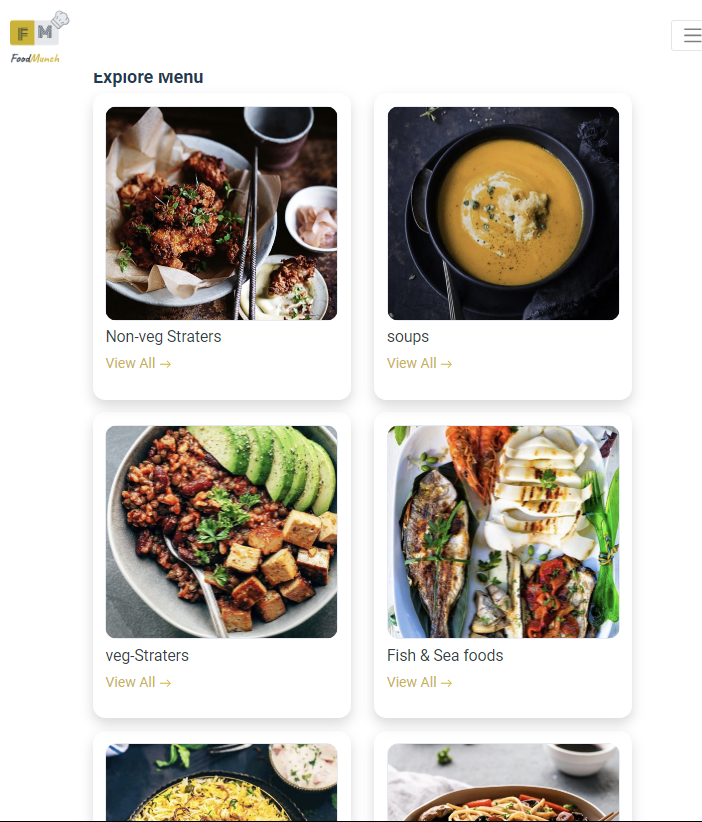 F M
FoodMunch
Explore Menu
Non-veg Straters
View All →
soups
View All →
veg-Straters
View All →
Fish & Sea foods
View All →